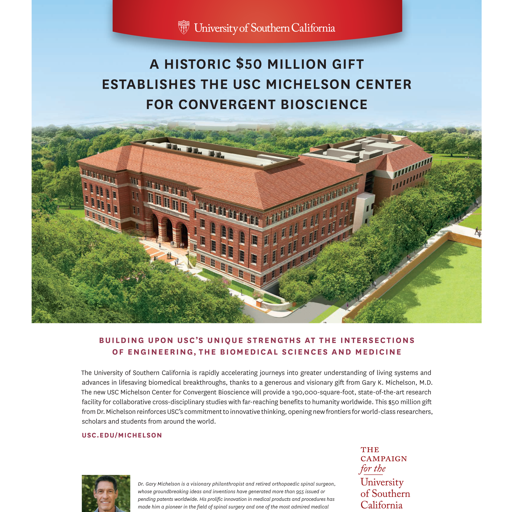 University of Southern California
A HISTORIC $50 MILLION GIFT
ESTABLISHES THE USC MICHELSON CENTER
FOR CONVERGENT BIOSCIENCE
BUILDING UPON USC'S UNIQUE STRENGTHS AT THE INTERSECTIONS
OF ENGINEERING, THE BIOMEDICAL SCIENCES AND MEDICINE
The University of Southern California is rapidly accelerating journeys into greater understanding of living systems and
advances in lifesaving biomedical breakthroughs, thanks to a generous and visionary gift from Gary K. Michelson, M.D.
The new USC Michelson Center for Convergent Bioscience will provide a 190,000-square-foot, state-of-the-art research
facility for collaborative cross-disciplinary studies with far-reaching benefits to humanity worldwide. This $50 million gift
from Dr. Michelson reinforces USC's commitment to innovative thinking, opening new frontiers for world-class researchers,
scholars and students from around the world.
USC.EDU/MICHELSON
THE
CAMPAIGN
for the
University
of Southern
California
Dr. Gary Michelson is a visionary philanthropist and retired orthopaedic spinal surgeon,
whose groundbreaking ideas and inventions have generated more than 953 issued or
pending patents worldwide. His prolific innovation in medical products and procedures has
made him a pioneer in the field of spinal surgery and one of the most admired medical